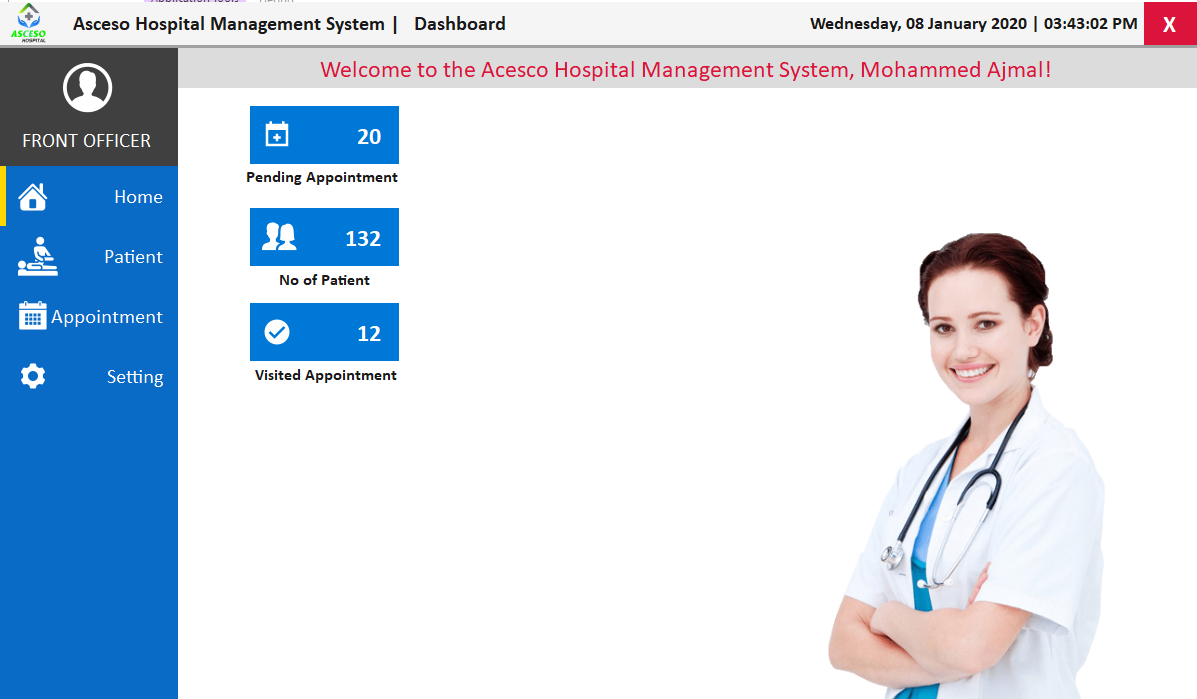 Application Tools
ASCESO
HOSPITAL
Asceso Hospital Management System | Dashboard
Wednesday, 08 January 2020 | 03:43:02 PM
X
Welcome to the Acesco Hospital Management System, Mohammed Ajmal!
FRONT OFFICER
Home
Patient
Appointment
Setting
20
Pending Appointment
132
No of Patient
12
Visited Appointment